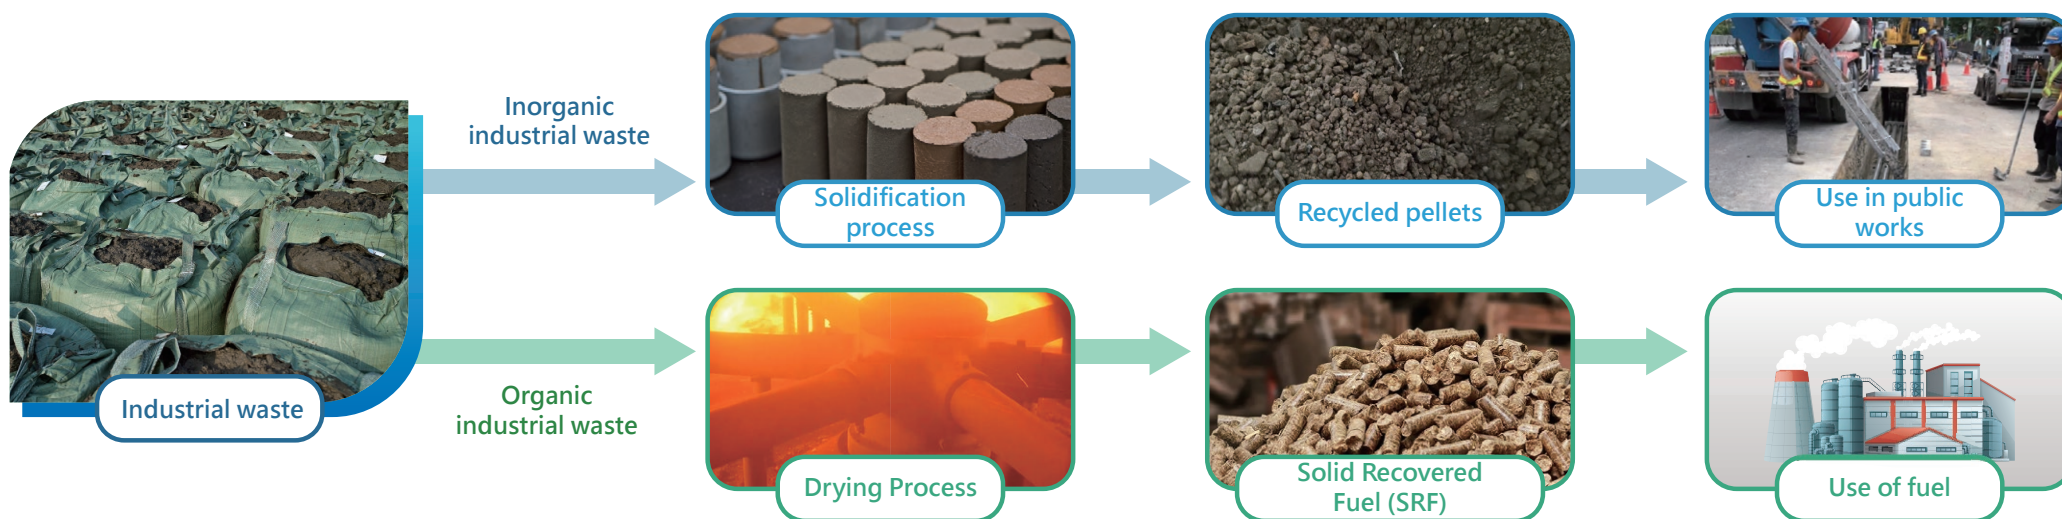 Industrial waste
Inorganic
industrial waste
Solidification
process
Recycled pellets
Use in public
works
Organic
industrial waste
Drying Process
Solid Recovered
Fuel (SRF)
Use of fuel